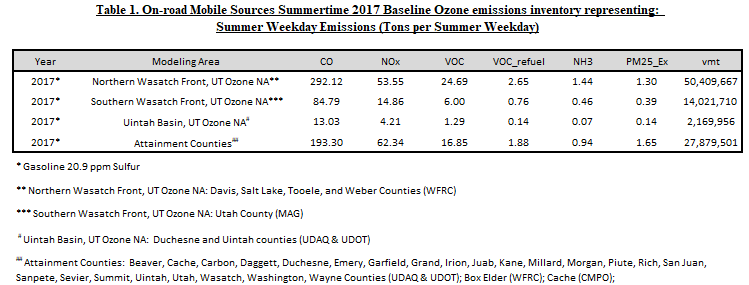 Table 1. On-road Mobile Sources Summertime 2017 Baseline Ozone emissions inventory representing:
Summer Weekday Emissions (Tons per Summer Weekday)
Year Modeling Area CO NOx VOC VOC_refuel NH3 PM25_Ex vmt
2017* Northern Wasatch Front, UT Ozone NA** 292.12 53.55 24.69 2.65 1.44 1.30 50,409,667
2017* Southern Wasatch Front, UT Ozone NA*** 84.79 14.86 6.00 0.76 0.46 0.39 14,021,710
2017* Uintah Basin, UT Ozone NA# 13.03 4.21 1.29 0.14 0.07 0.14 2,169,956
2017* Attainment Counties## 193.30 62.34 16.85 1.88 0.94 1.65 27,879,501
* Gasoline 20.9 ppm Sulfur
** Northern Wasatch Front, UT Ozone NA: Davis, Salt Lake, Tooele, and Weber Counties (WFRC)
*** Southern Wasatch Front, UT Ozone NA: Utah County (MAG)
# Uintah Basin, UT Ozone NA: Duchesne and Uintah counties (UDAQ & UDOT)
## Attainment Counties: Beaver, Cache, Carbon, Daggett, Duchesne, Emery, Garfield, Grand, Irion, Juab, Kane, Millard, Morgan, Piute, Rich, San Juan,
Sanpete, Sevier, Summit, Uintah, Utah, Wasatch, Washington, Wayne Counties (UDAQ & UDOT); Box Elder (WFRC); Cache (CMPO);